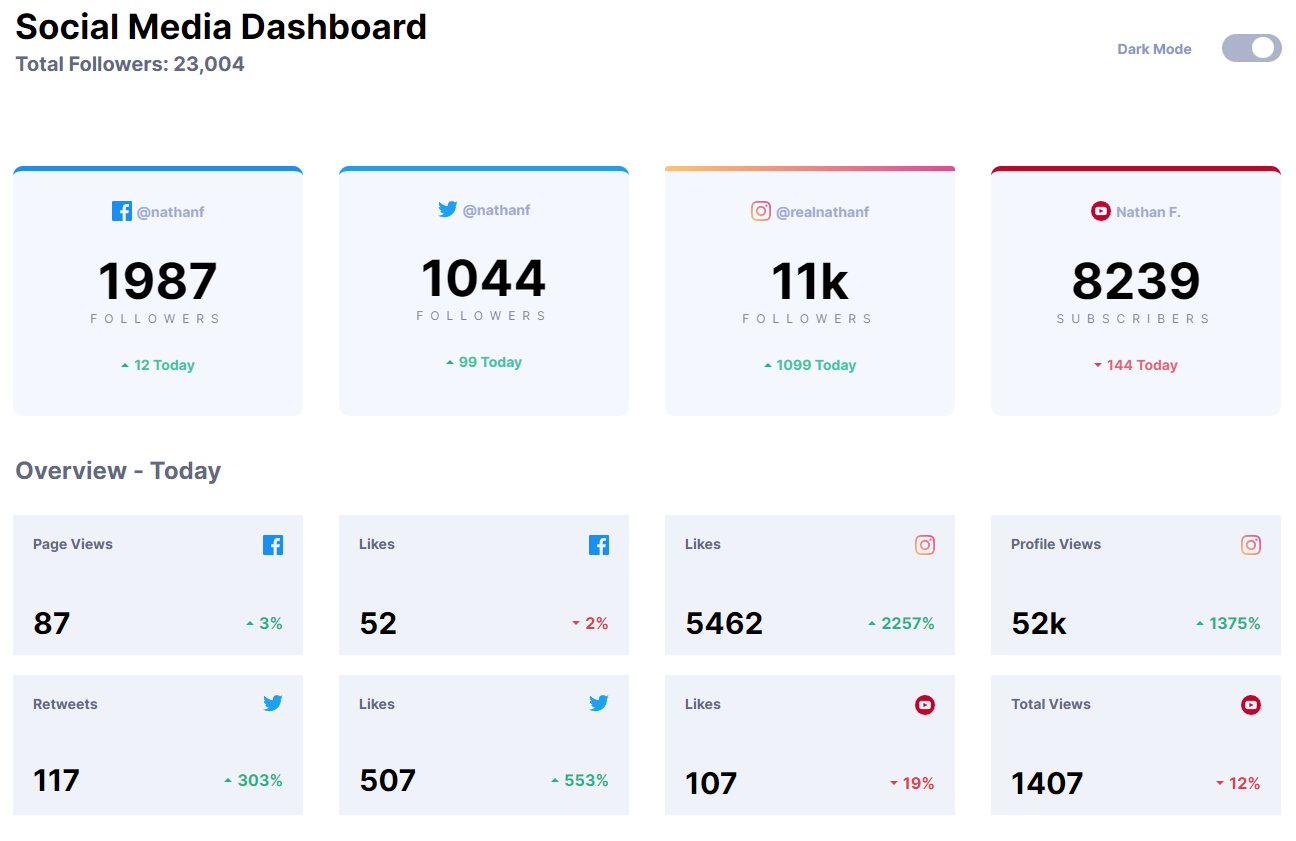 Social Media Dashboard
Total Followers: 23,004
Dark Mode
@nathanf
1987
FOLLOWERS
12 Today
@nathanf
1044
FOLLOWERS
99 Today
@realnathanf
11k
FOLLOWERS
1099 Today
Nathan F.
8239
SUBSCRIBERS
144 Today
Overview - Today
Page Views
87
3%
Likes
52
2%
Likes
5462
2257%
Profile Views
52k
1375%
Retweets
117
303%
Likes
507
553%
Likes
107
19%
Total Views
1407
12%